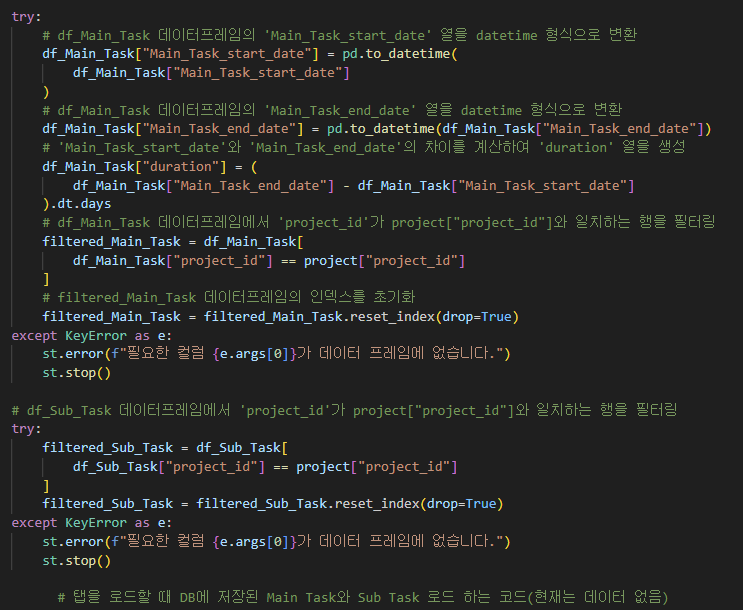 try:
    # df_Main_Task 데이터프레임의 'Main_Task_start_date' 열을 datetime 형식으로 변환
    df_Main_Task["Main_Task_start_date"] = pd.to_datetime(
        df_Main_Task["Main_Task_start_date"]
    )
    # df_Main_Task 데이터프레임의 'Main_Task_end_date' 열을 datetime 형식으로 변환
    df_Main_Task["Main_Task_end_date"] = pd.to_datetime(df_Main_Task["Main_Task_end_date"])
    # 'Main_Task_start_date'와 'Main_Task_end_date'의 차이를 계산하여 'duration' 열을 생성
    df_Main_Task["duration"] = (
        df_Main_Task["Main_Task_end_date"] - df_Main_Task["Main_Task_start_date"]
    ).dt.days
    # df_Main_Task 데이터프레임에서 'project_id'가 project["project_id"]와 일치하는 행을 필터링
    filtered_Main_Task = df_Main_Task[
        df_Main_Task["project_id"] == project["project_id"]
    ]
    # filtered_Main_Task 데이터프레임의 인덱스를 초기화
    filtered_Main_Task = filtered_Main_Task.reset_index(drop=True)
except KeyError as e:
    st.error(f"필요한 컬럼 {e.args[0]}가 데이터 프레임에 없습니다.")
    st.stop()

# df_Sub_Task 데이터프레임에서 'project_id'가 project["project_id"]와 일치하는 행을 필터링
try:
    filtered_Sub_Task = df_Sub_Task[
        df_Sub_Task["project_id"] == project["project_id"]
    ]
    filtered_Sub_Task = filtered_Sub_Task.reset_index(drop=True)
except KeyError as e:
    st.error(f"필요한 컬럼 {e.args[0]}가 데이터 프레임에 없습니다.")
    st.stop()

      # 탭을 로드할 때 DB에 저장된 Main Task와 Sub Task 로드 하는 코드(현재는 데이터 없음)